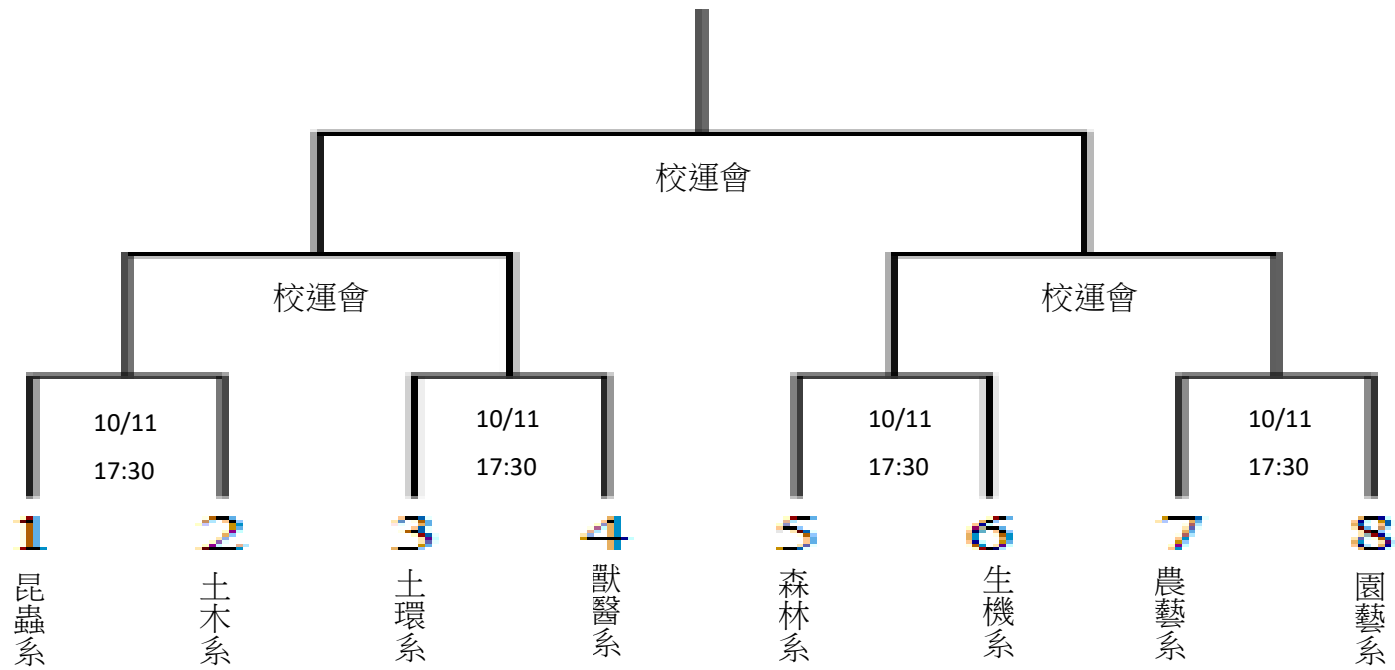 校運會
校運會
校運會
10/11
17:30
10/11
17:30
10/11
17:30
10/11
17:30
1
2
3
4
5
6
7
8
昆蟲系
土木系
土環系
獸醫系
森林系
生機系
農藝系
園藝系